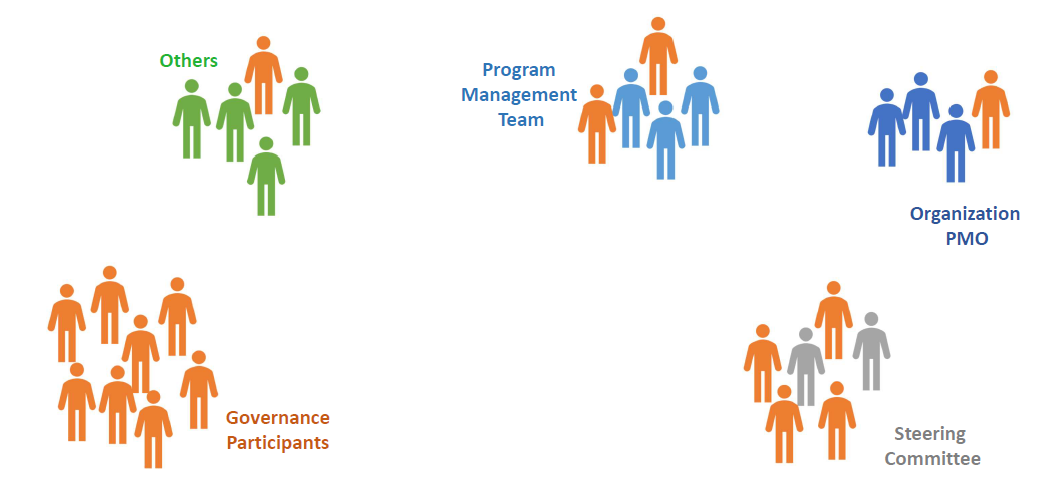 Others
Program
Management
Team
Organization
PMO
Governance
Participants
Steering
Committee